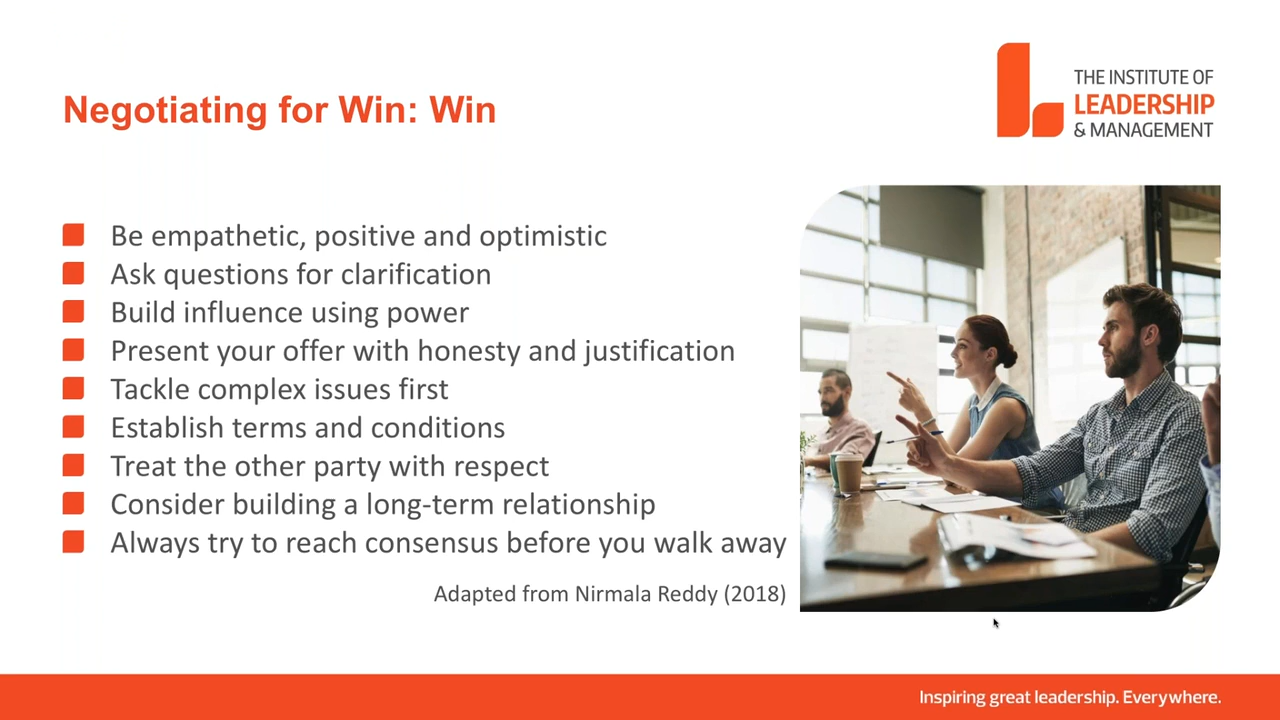 Negotiating for Win: Win
THE INSTITUTE OF
LEADERSHIP
& MANAGEMENT
Be empathetic, positive and optimistic
Ask questions for clarification
Build influence using power
Present your offer with honesty and justification
Tackle complex issues first
Establish terms and conditions
Treat the other party with respect
Consider building a long-term relationship
Always try to reach consensus before you walk away
Adapted from Nirmala Reddy (2018)
Inspiring great leadership. Everywhere.